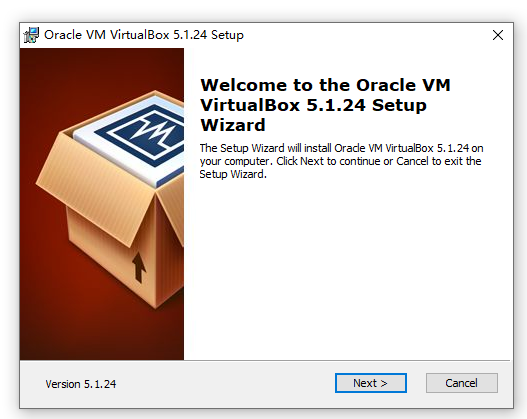 Oracle VM VirtualBox 5.1.24 Setup
Welcome to the Oracle VM
VirtualBox 5.1.24 Setup
Wizard
The Setup Wizard will install Oracle VM VirtualBox 5.1.24 on
your computer. Click Next to continue or Cancel to exit the
Setup Wizard.
Version 5.1.24
Next >
Cancel